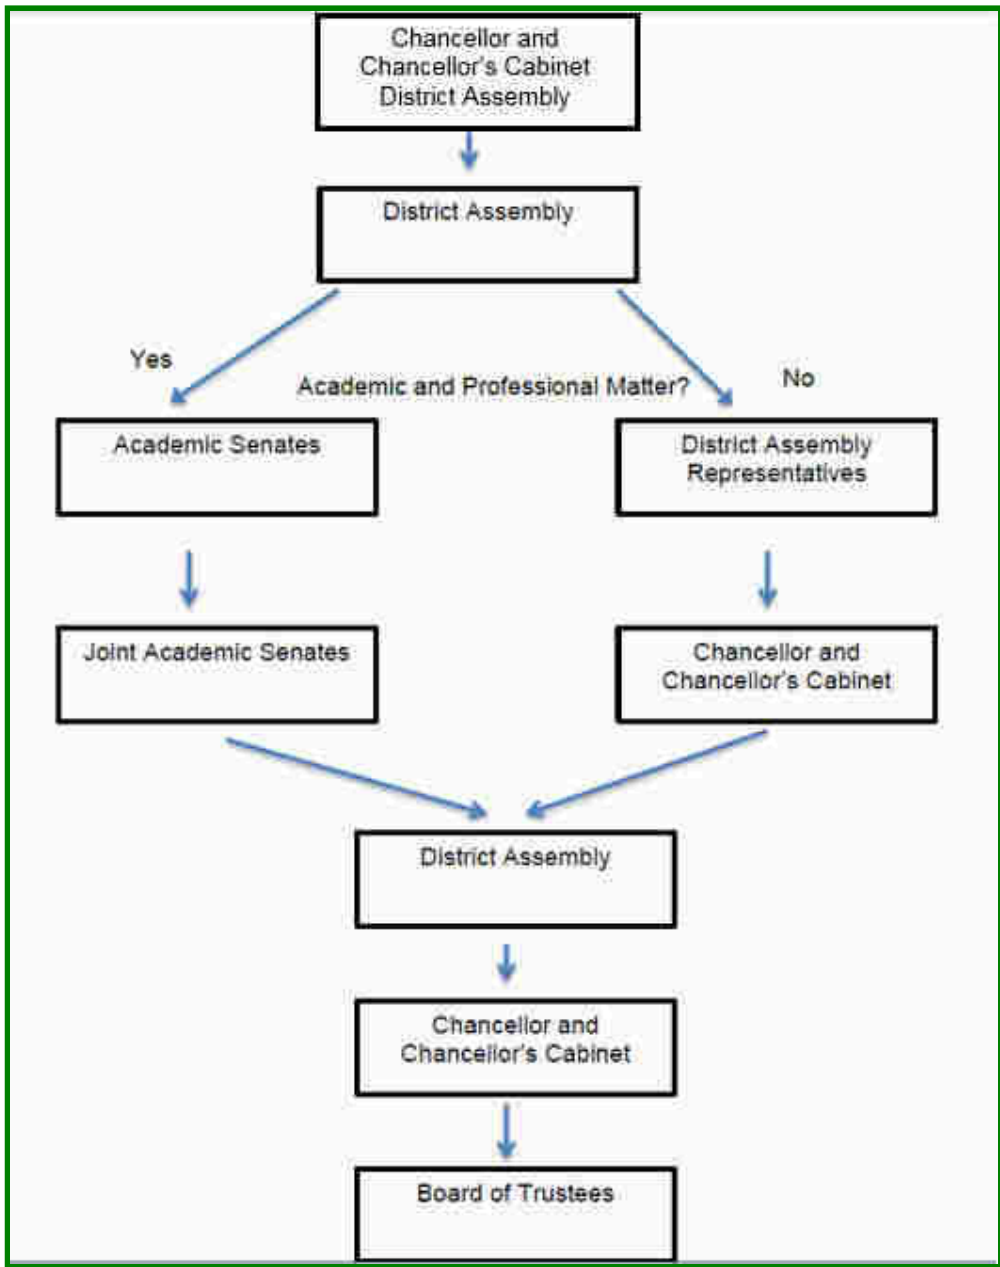 Chancellor and
Chancellor's Cabinet
District Assembly
District Assembly
Yes
Academic and Professional Matter?
No
Academic Senates
District Assembly
Representatives
Joint Academic Senates
Chancellor and
Chancellor's Cabinet
District Assembly
Chancellor and
Chancellor's Cabinet
Board of Trustees